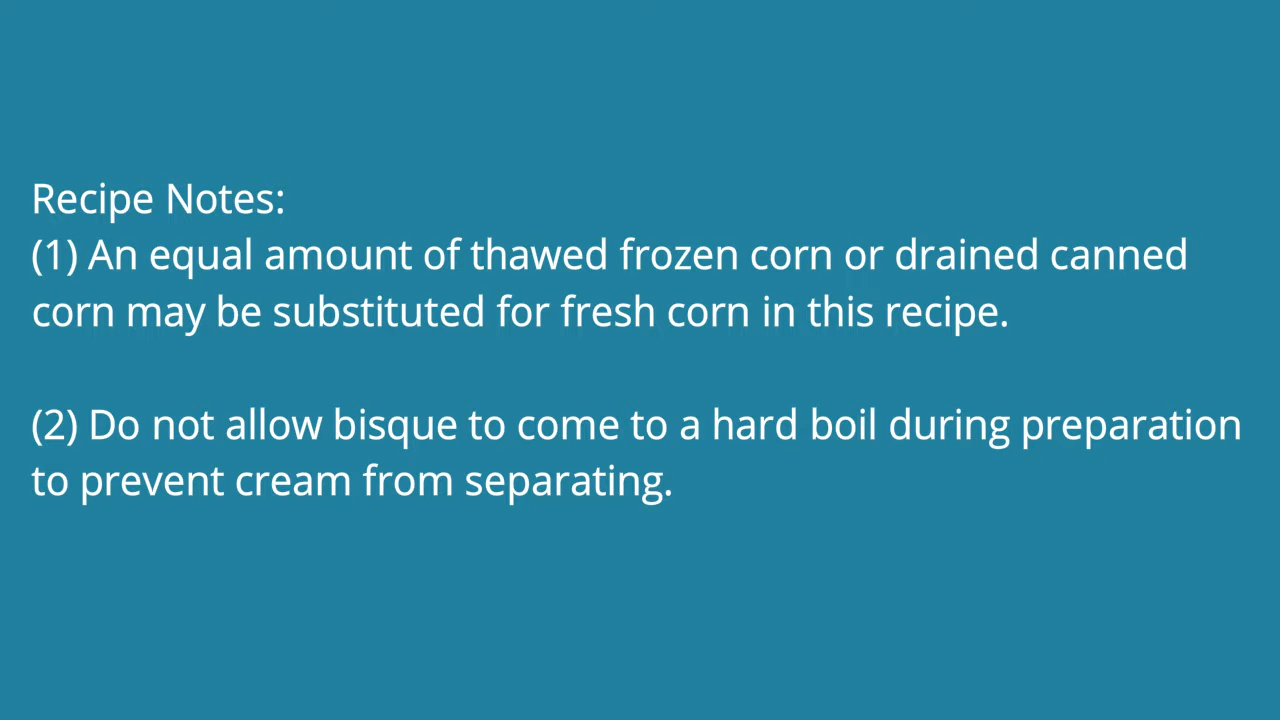 Recipe Notes:
(1) An equal amount of thawed frozen corn or drained canned
corn may be substituted for fresh corn in this recipe.
(2) Do not allow bisque to come to a hard boil during preparation
to prevent cream from separating.